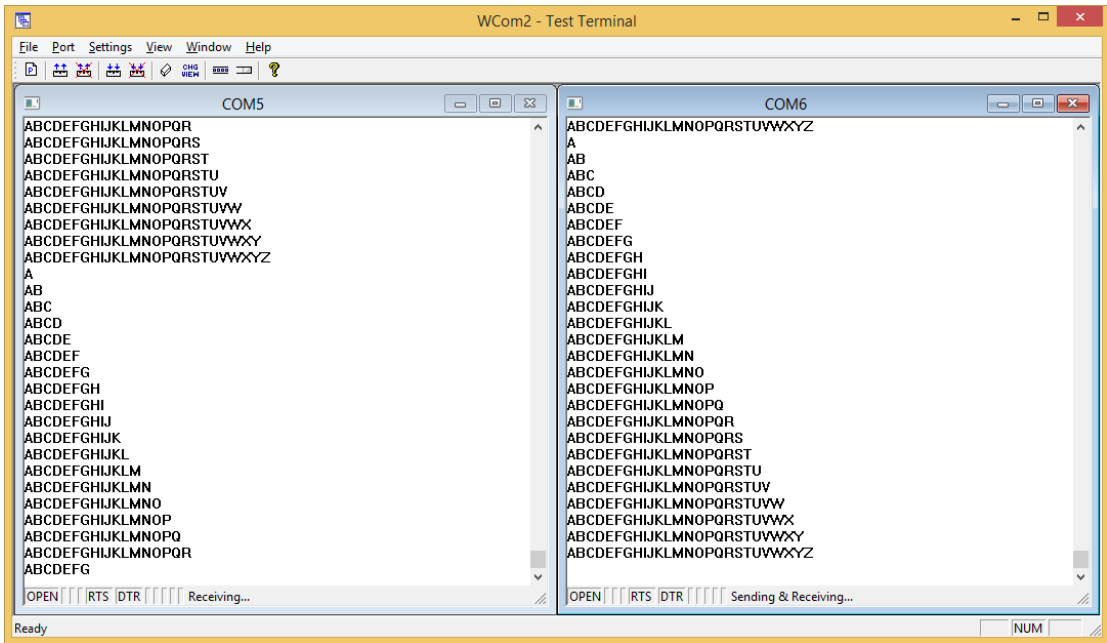 WCom2 - Test Terminal
File Port Settings View Window Help
P CHG VIEW ?
COM5
ABCDEFGHIJKLMNOPQR
ABCDEFGHIJKLMNOPQRS
ABCDEFGHIJKLMNOPQRST
ABCDEFGHIJKLMNOPQRSTU
ABCDEFGHIJKLMNOPQRSTUV
ABCDEFGHIJKLMNOPQRSTUVW
ABCDEFGHIJKLMNOPQRSTUVWX
ABCDEFGHIJKLMNOPQRSTUVWXY
ABCDEFGHIJKLMNOPQRSTUVWXYZ
A
AB
ABC
ABCD
ABCDE
ABCDEF
ABCDEFG
ABCDEFGH
ABCDEFGHI
ABCDEFGHIJ
ABCDEFGHIJK
ABCDEFGHIJKL
ABCDEFGHIJKLM
ABCDEFGHIJKLMN
ABCDEFGHIJKLMNO
ABCDEFGHIJKLMNOP
ABCDEFGHIJKLMNOPQ
ABCDEFGHIJKLMNOPQR
ABCDEFG
OPEN RTS DTR Receiving...
COM6
ABCDEFGHIJKLMNOPQRSTUVWXYZ
A
AB
ABC
ABCD
ABCDE
ABCDEF
ABCDEFG
ABCDEFGH
ABCDEFGHI
ABCDEFGHIJ
ABCDEFGHIJK
ABCDEFGHIJKL
ABCDEFGHIJKLM
ABCDEFGHIJKLMN
ABCDEFGHIJKLMNO
ABCDEFGHIJKLMNOP
ABCDEFGHIJKLMNOPQ
ABCDEFGHIJKLMNOPQR
ABCDEFGHIJKLMNOPQRS
ABCDEFGHIJKLMNOPQRST
ABCDEFGHIJKLMNOPQRSTU
ABCDEFGHIJKLMNOPQRSTUV
ABCDEFGHIJKLMNOPQRSTUVW
ABCDEFGHIJKLMNOPQRSTUVWX
ABCDEFGHIJKLMNOPQRSTUVWXY
ABCDEFGHIJKLMNOPQRSTUVWXYZ
OPEN RTS DTR Sending & Receiving...
Ready NUM